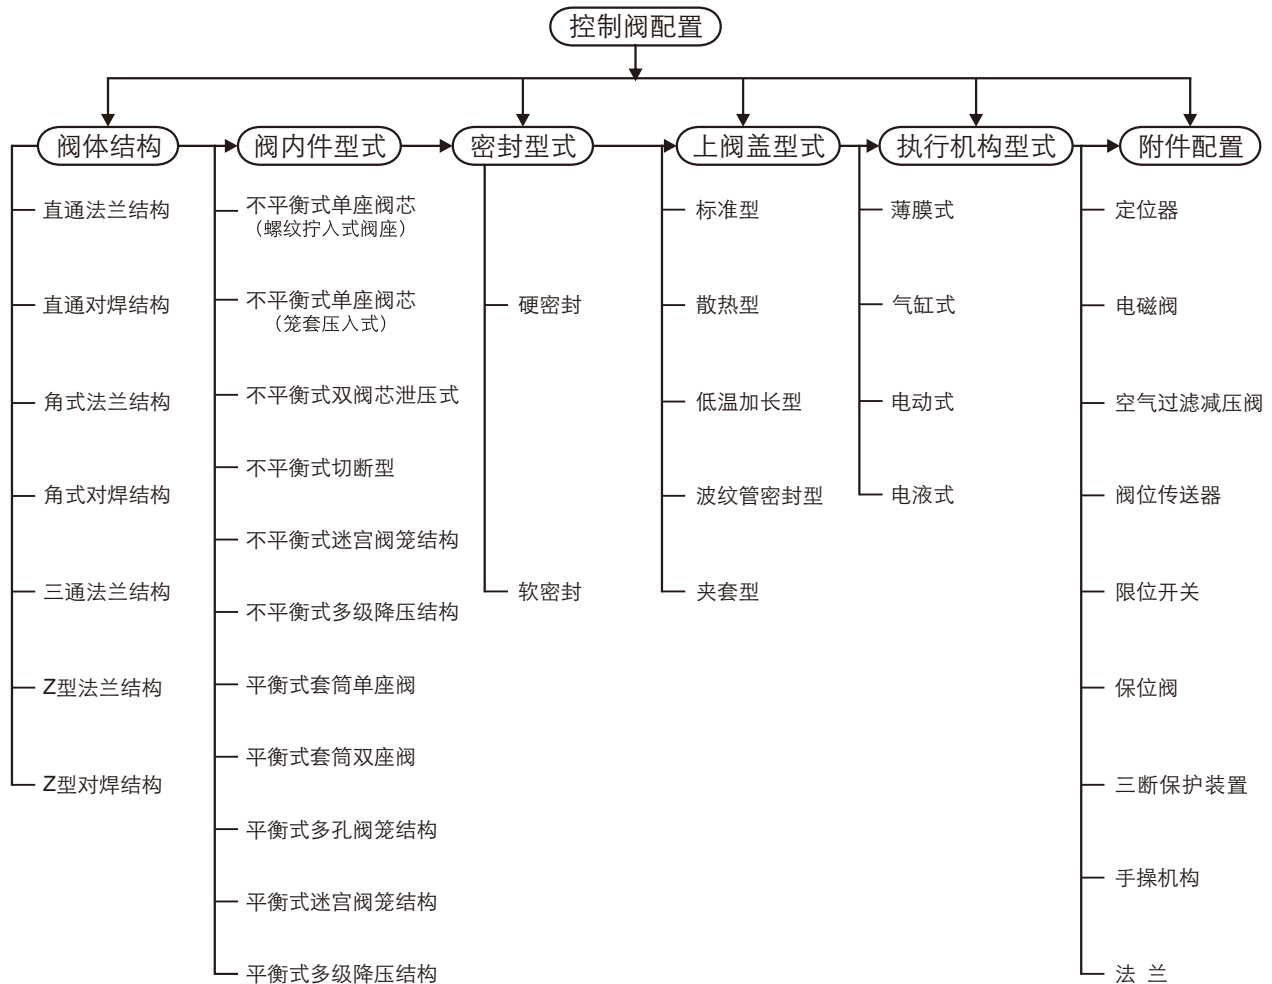 控制阀配置
阀体结构
阀内件型式
密封型式
上阀盖型式
执行机构型式
附件配置
直通法兰结构
直通对焊结构
角式法兰结构
角式对焊结构
三通法兰结构
Z型法兰结构
Z型对焊结构
不平衡式单座阀芯
（螺纹拧入式阀座）
不平衡式单座阀芯
（笼套压入式）
不平衡式双阀芯泄压式
不平衡式切断型
不平衡式迷宫阀笼结构
不平衡式多级降压结构
平衡式套筒单座阀
平衡式套筒双座阀
平衡式多孔阀笼结构
平衡式迷宫阀笼结构
平衡式多级降压结构
硬密封
软密封
标准型
散热型
低温加长型
波纹管密封型
夹套型
薄膜式
气缸式
电动式
电液式
定位器
电磁阀
空气过滤减压阀
阀位传送器
限位开关
保位阀
三断保护装置
手操机构
法 兰